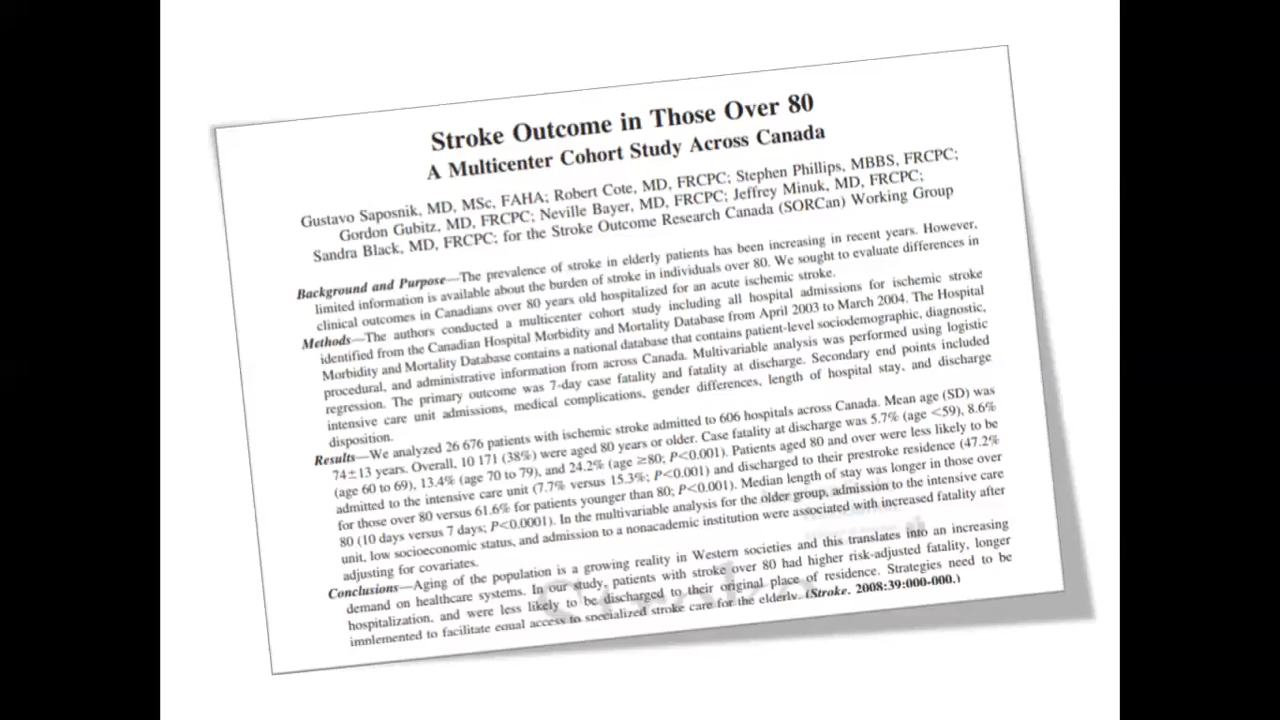 Stroke Outcome in Those Over 80
A Multicenter Cohort Study Across Canada
Gustavo Saposnik, MD, MSc, FAHA; Robert Cote, MD, FRCPC; Stephen Phillips, MBBS, FRCPC;
Gordon Gubitz, MD, FRCPC; Neville Bayer, MD, FRCPC; Jeffrey Minuk, MD, FRCPC;
Sandra Black, MD, FRCPC; for the Stroke Outcome Research Canada (SORCan) Working Group
Background and Purpose—The prevalence of stroke in elderly patients has been increasing in recent years. However,
limited information is available about the burden of stroke in individuals over 80. We sought to evaluate differences in
clinical outcomes in Canadians over 80 years old hospitalized for an acute ischemic stroke.
Methods—The authors conducted a multicenter cohort study including all hospital admissions for ischemic stroke
identified from the Canadian Hospital Morbidity and Mortality Database from April 2003 to March 2004. The Hospital
Morbidity and Mortality Database contains a national database that contains patient-level sociodemographic, diagnostic,
procedural, and administrative information from across Canada. Multivariable analysis was performed using logistic
regression. The primary outcome was 7-day case fatality and fatality at discharge. Secondary end points included
intensive care unit admissions, medical complications, gender differences, length of hospital stay, and discharge
disposition.
Results—We analyzed 26 676 patients with ischemic stroke admitted to 606 hospitals across Canada. Mean age (SD) was
74±13 years. Overall, 10 171 (38%) were aged 80 years or older. Case fatality at discharge was 5.7% (age <59), 8.6%
(age 60 to 69), 13.4% (age 70 to 79), and 24.2% (age ≥80; P<0.001). Patients aged 80 and over were less likely to be
admitted to the intensive care unit (7.7% versus 15.3%; P<0.001) and discharged to their prestroke residence (47.2%
for those over 80 versus 61.6% for patients younger than 80; P<0.001). Median length of stay was longer in those over
80 (10 days versus 7 days; P<0.0001). In the multivariable analysis for the older group, admission to the intensive care
unit, low socioeconomic status, and admission to a nonacademic institution were associated with increased fatality after
adjusting for covariates.
Conclusions—Aging of the population is a growing reality in Western societies and this translates into an increasing
demand on healthcare systems. In our study, patients with stroke over 80 had higher risk-adjusted fatality, longer
hospitalization, and were less likely to be discharged to their original place of residence. Strategies need to be
implemented to facilitate equal access to specialized stroke care for the elderly. (Stroke. 2008;39:000-000.)